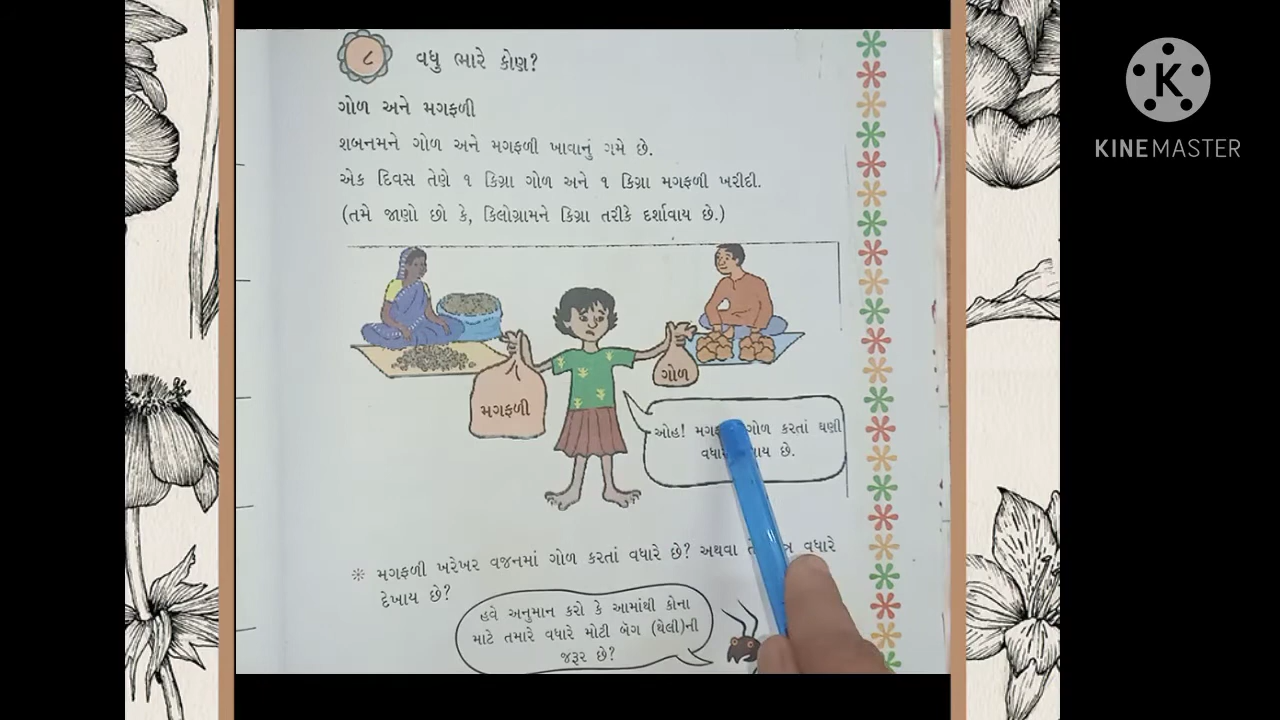 ૮ વધુ ભારે કોણ?
ગોળ અને મગફળી
શબનમને ગોળ અને મગફળી ખાવાનું ગમે છે.
એક દિવસ તેણે ૧ કિગ્રા ગોળ અને ૧ કિગ્રા મગફળી ખરીદી.
(તમે જાણો છો કે, કિલોગ્રામને કિગ્રા તરીકે દર્શાવાય છે.)
મગફળી
ગોળ
ઓહ! ગોળ કરતાં ઘણી
છે.
મગફળી ખરેખર વજનમાં ગોળ કરતાં વધારે છે? અથવા વધારે
દેખાય છે?
હવે અનુમાન કરો કે આમાંથી કોના
માટે તમારે વધારે મોટી બૅગ (થેલી)ની
જરૂર છે?
K
KINEMASTER